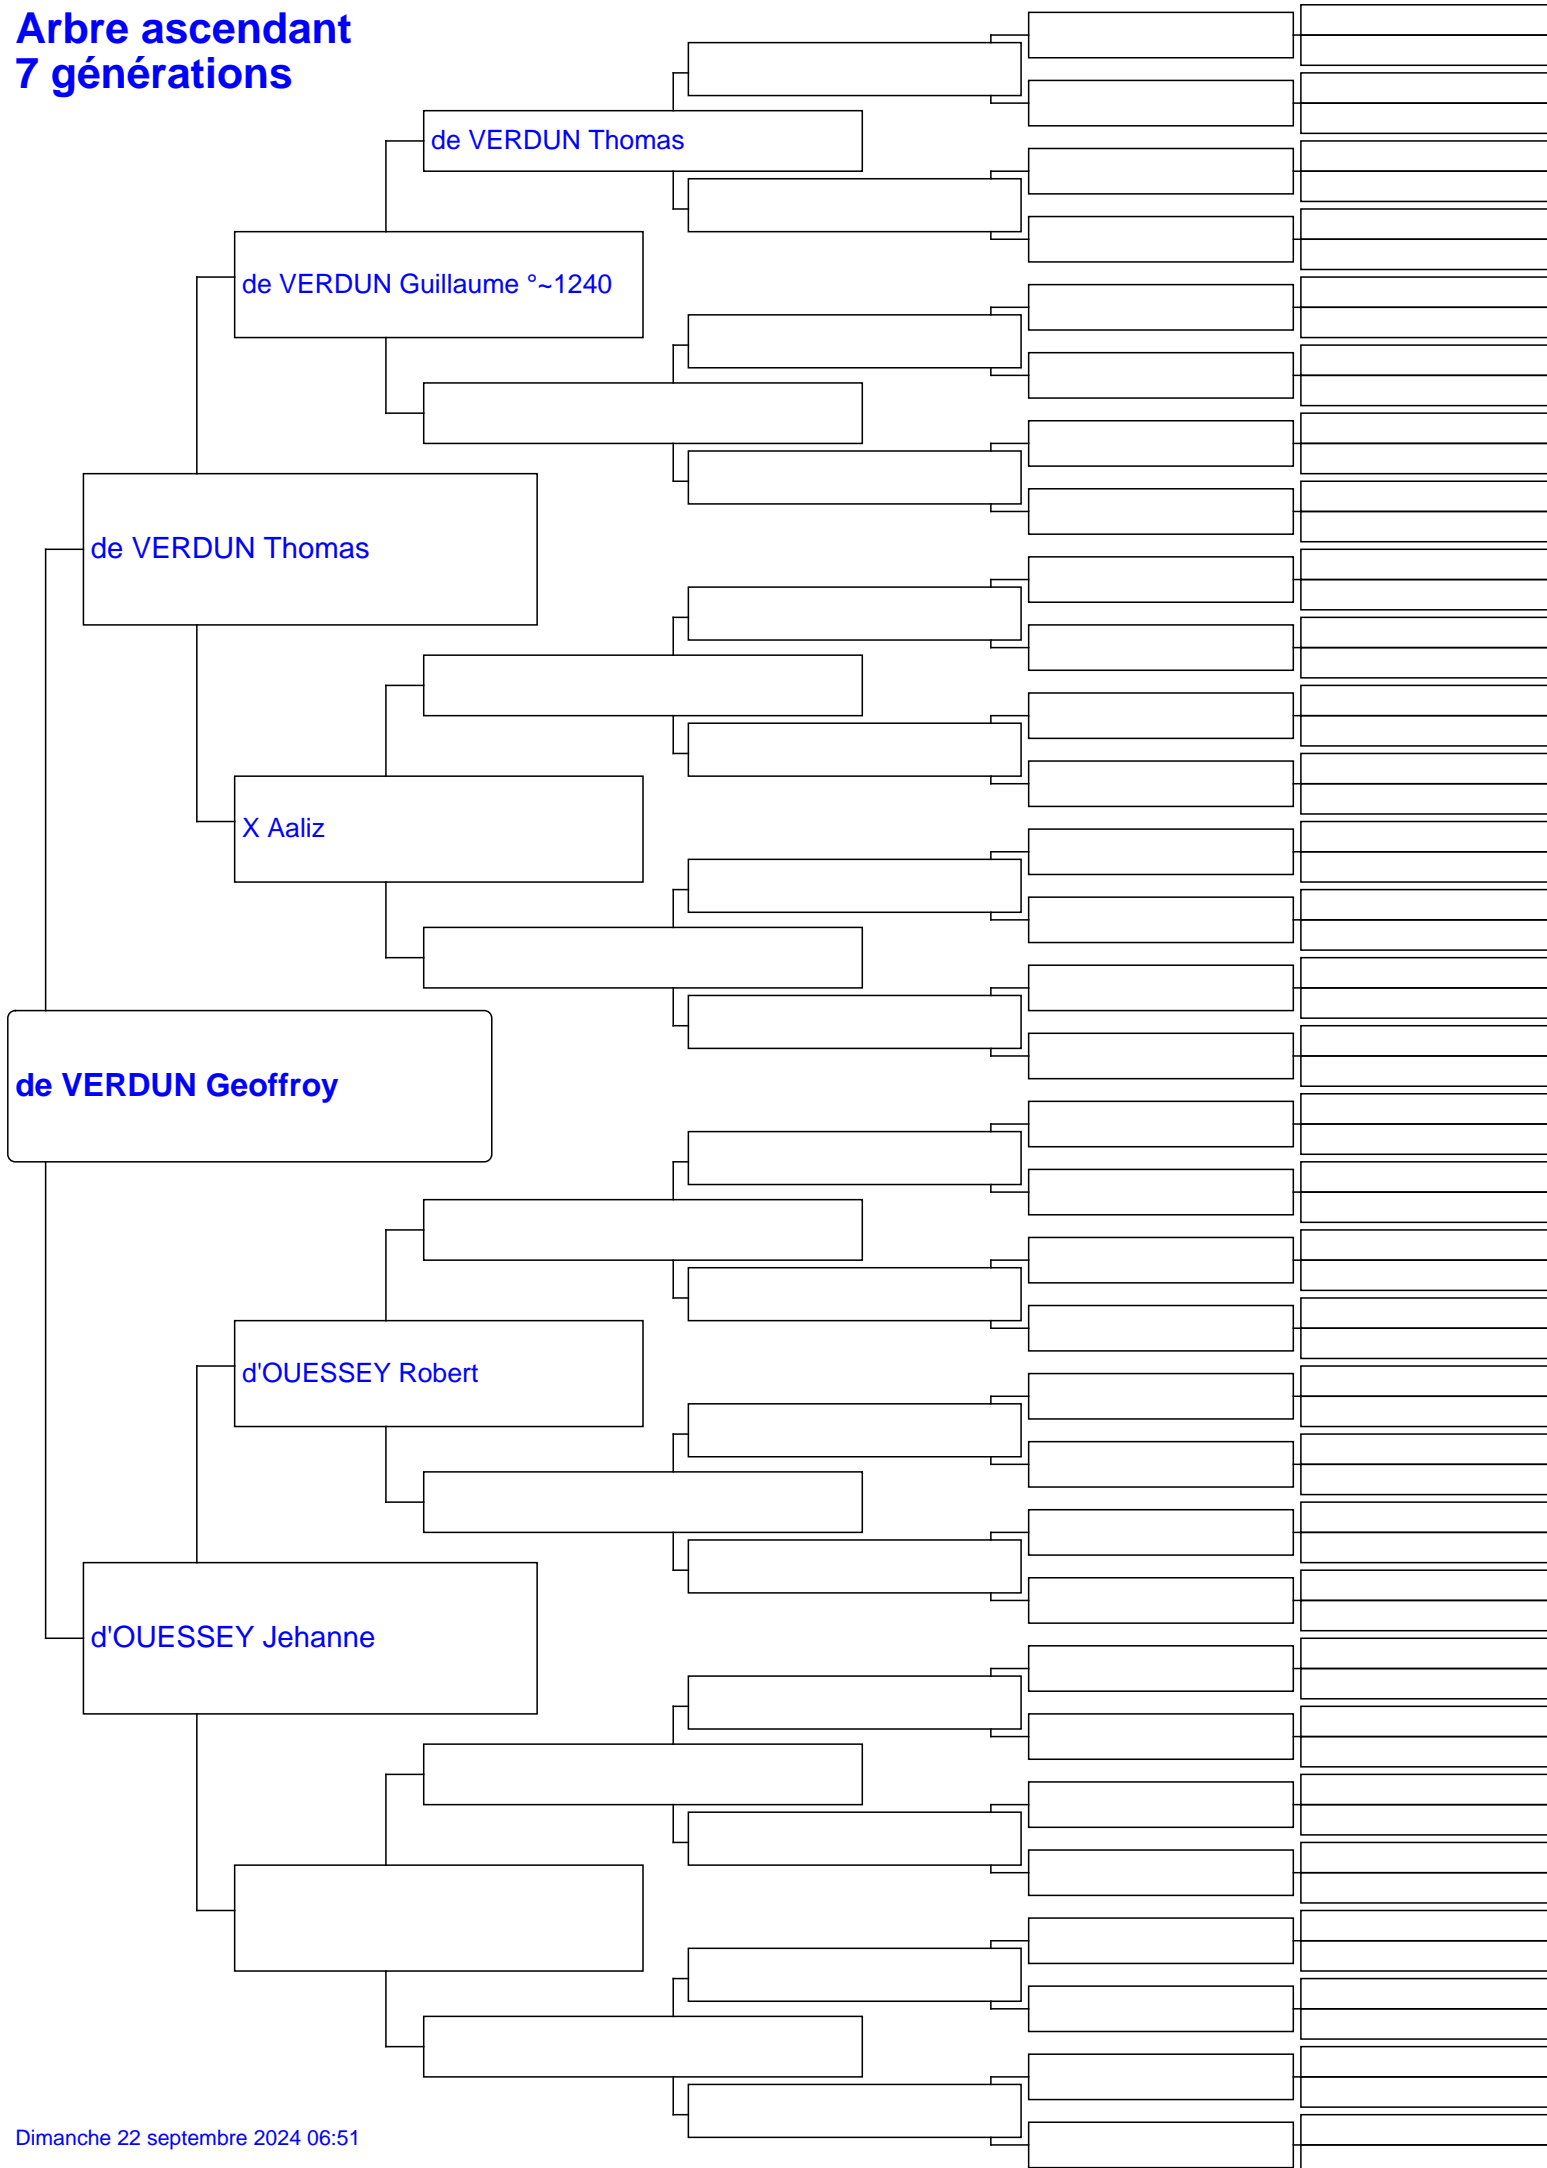 Arbre ascendant
7 générations
de VERDUN Thomas
de VERDUN Guillaume °~1240
de VERDUN Thomas
X Aaliz
de VERDUN Geoffroy
d'OUESSEY Robert
d'OUESSEY Jehanne
Dimanche 22 septembre 2024 06:51